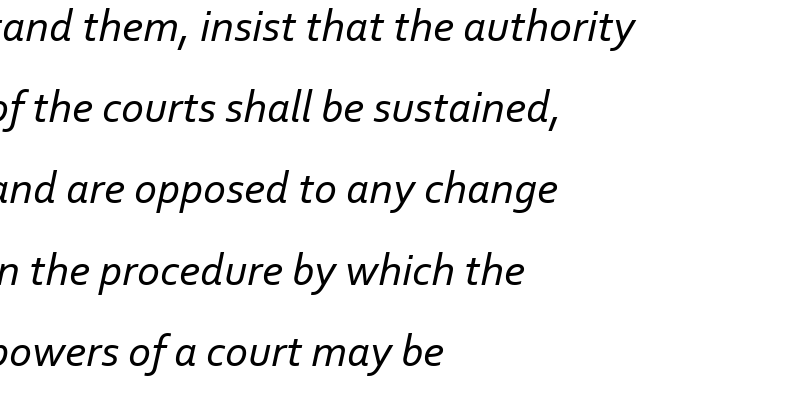 and them, insist that the authority
of the courts shall be sustained,
and are opposed to any change
the procedure by which the
powers of a court may be